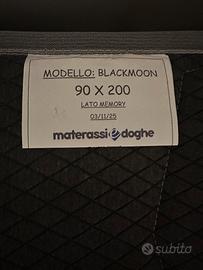 MODELLO: BLACKMOON
90 X 200
LATO MEMORY
03/11/25
materassi e doghe
subito